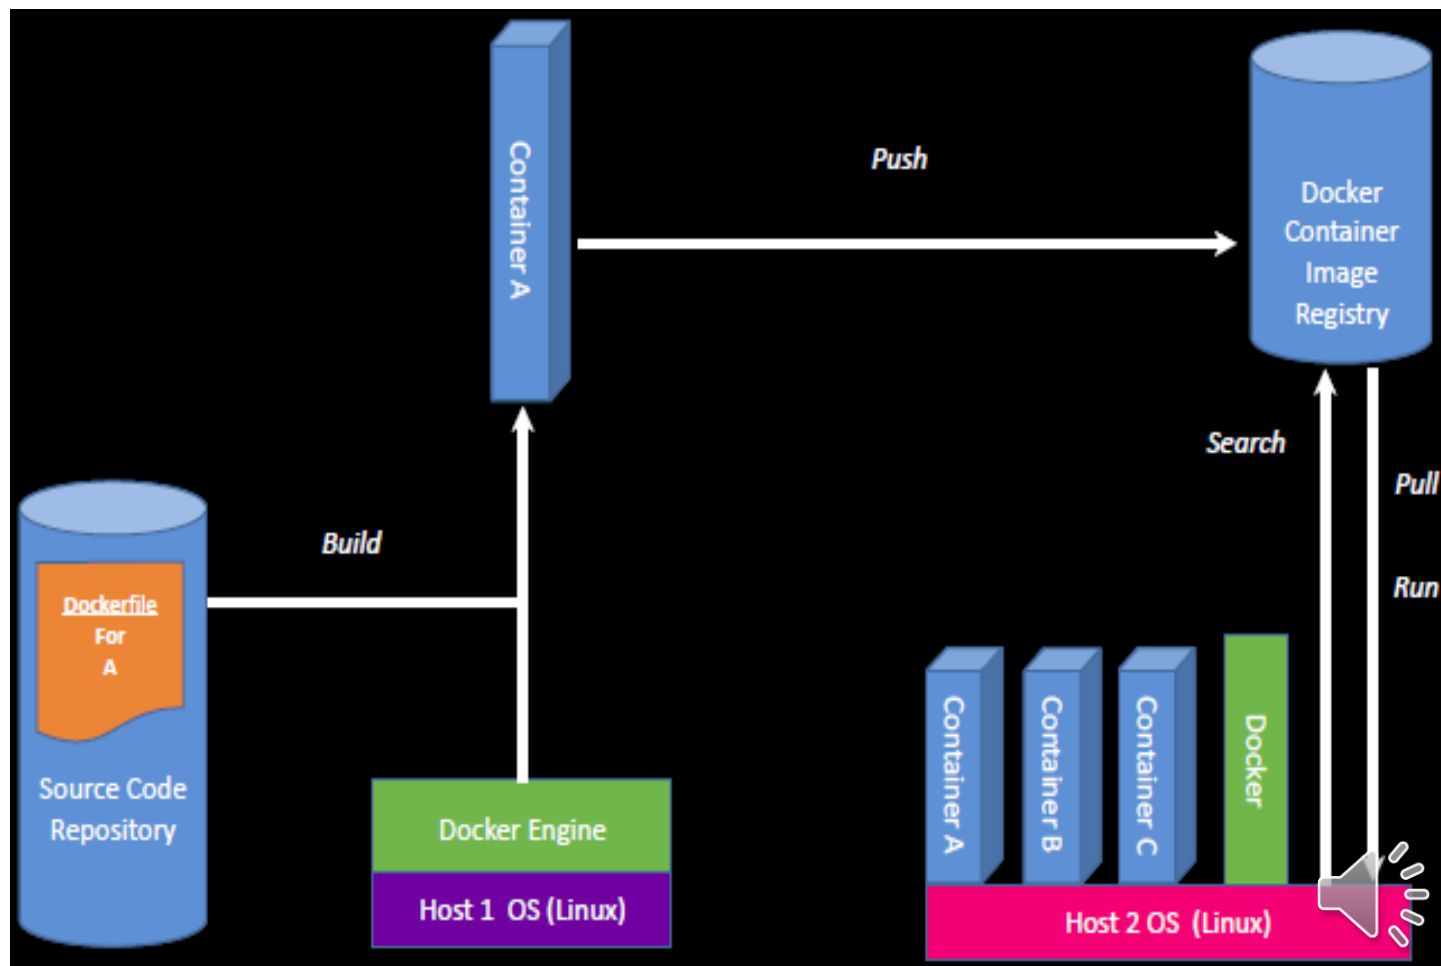 Container A
Push
Docker
Container
Image
Registry
Search
Pull
Run
Build
Dockerfile
For
A
Source Code
Repository
Docker Engine
Host 1 OS (Linux)
Container A
Container B
Container C
Docker
Host 2 OS (Linux)